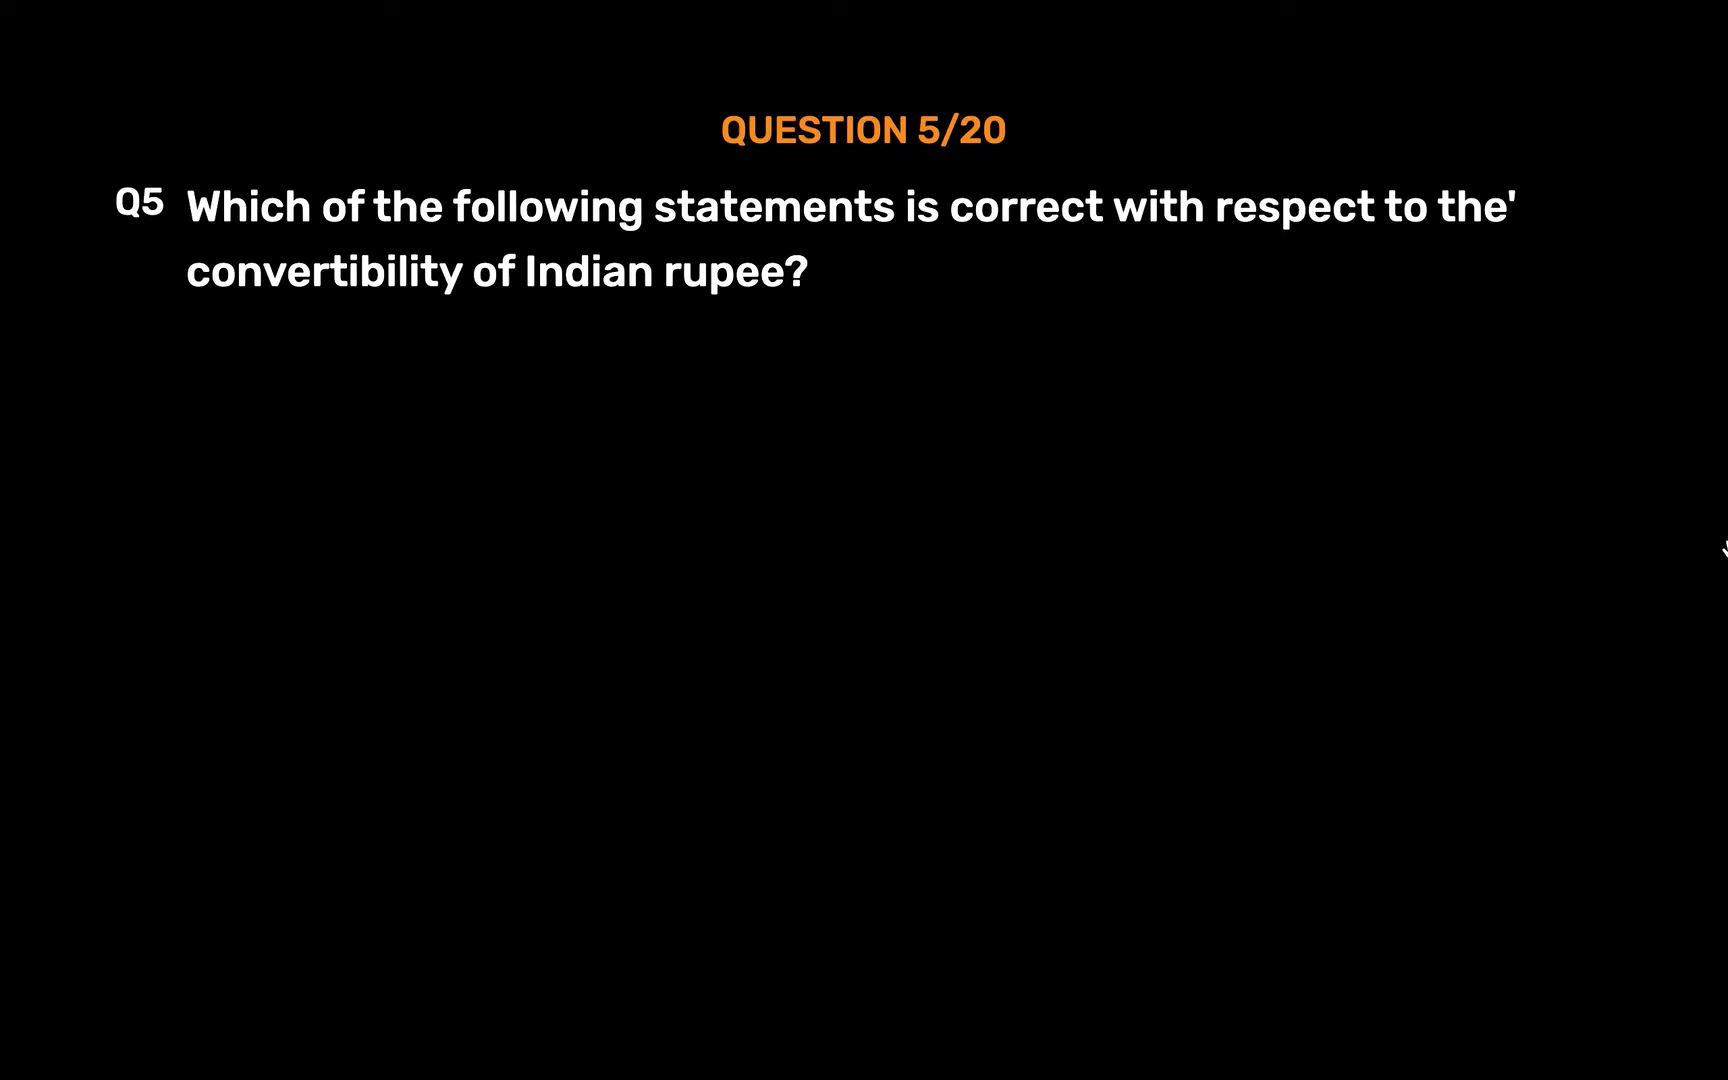 QUESTION 5/20
Q5 Which of the following statements is correct with respect to the'
convertibility of Indian rupee?